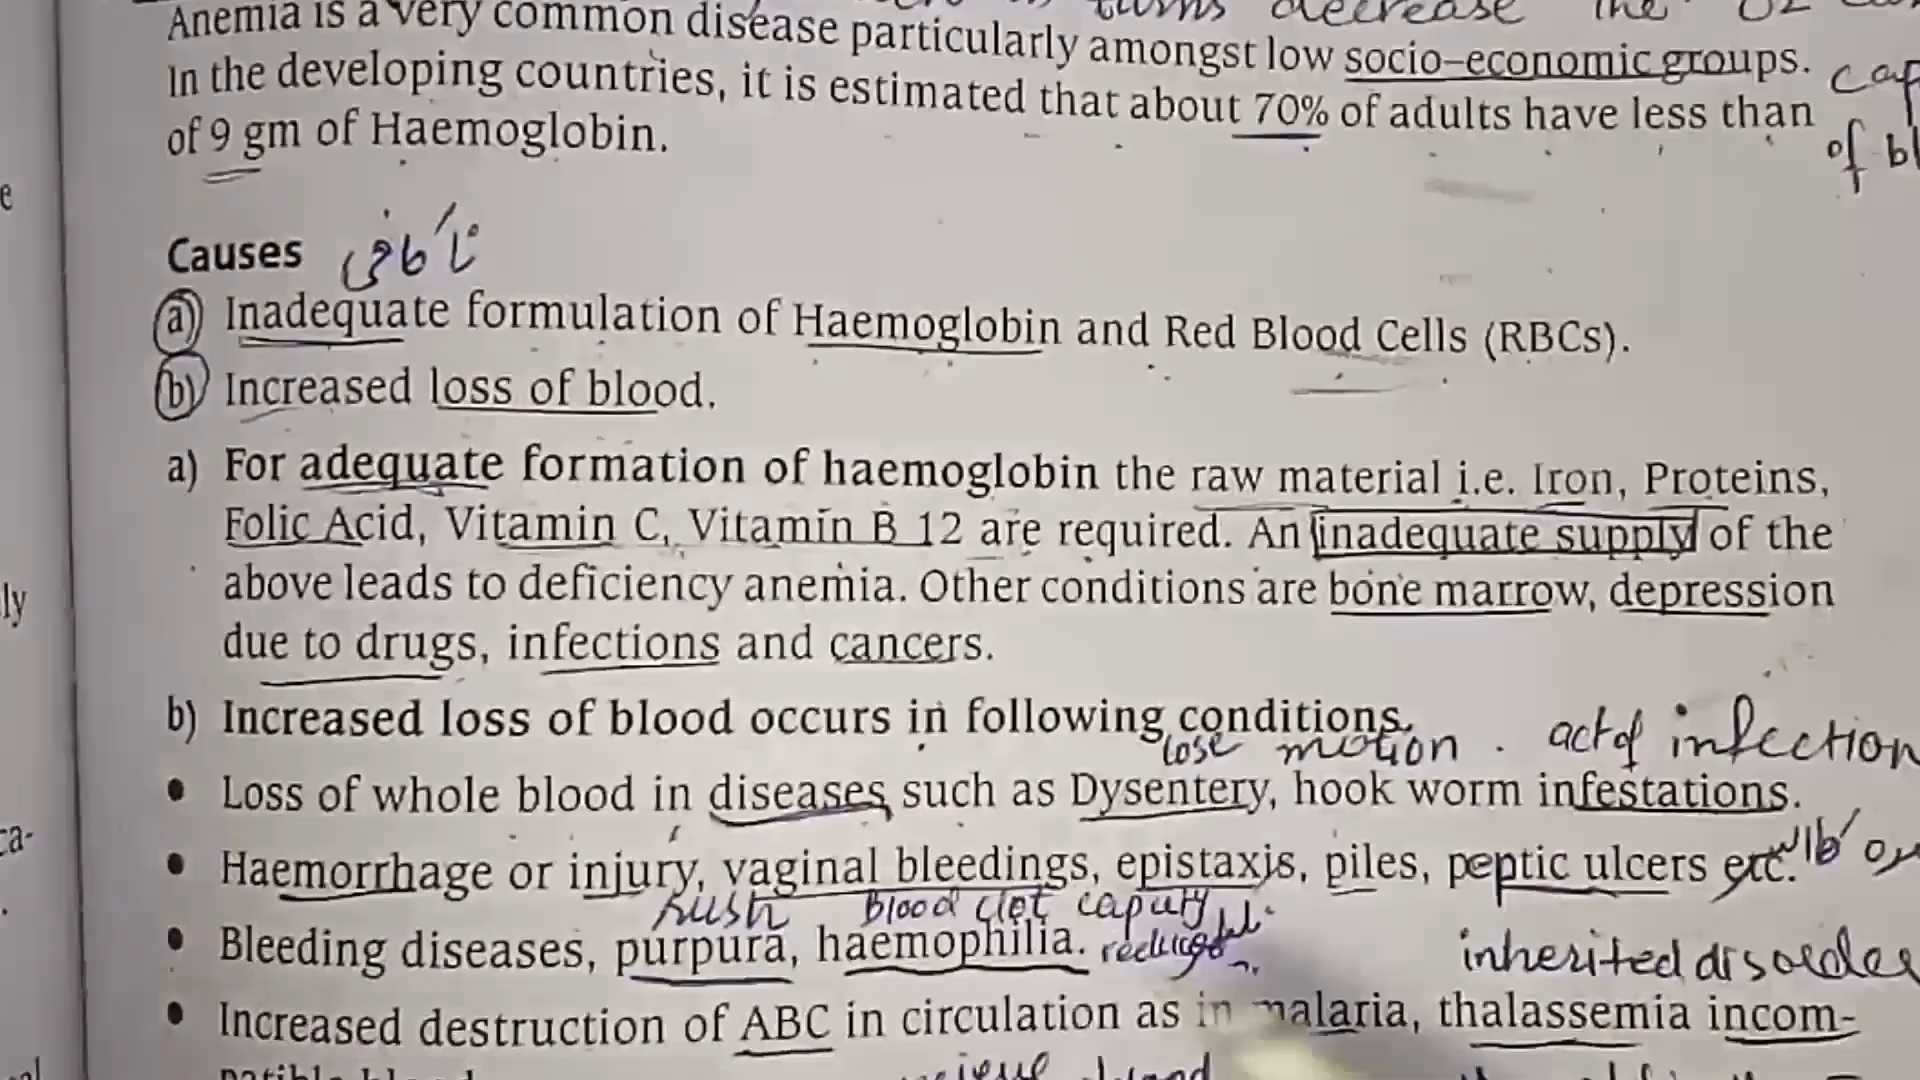 turns decrease the O2
Anemia is a very common disease particularly amongst low socio-economic groups.
In the developing countries, it is estimated that about 70% of adults have less than
of 9 gm of Haemoglobin.
of bl
Causes ناکافی
a) Inadequate formulation of Haemoglobin and Red Blood Cells (RBCs).
b) Increased loss of blood.
a) For adequate formation of haemoglobin the raw material i.e. Iron, Proteins,
Folic Acid, Vitamin C, Vitamin B 12 are required. An inadequate supply of the
above leads to deficiency anemia. Other conditions are bone marrow, depression
due to drugs, infections and cancers.
b) Increased loss of blood occurs in following conditions.
lose motion . act of infection
• Loss of whole blood in diseases such as Dysentery, hook worm infestations.
• Haemorrhage or injury, vaginal bleedings, epistaxis, piles, peptic ulcers etc.
Blood clot
• Bleeding diseases, purpura, haemophilia.
inherited
• Increased destruction of ABC in circulation as in malaria, thalassemia incom-